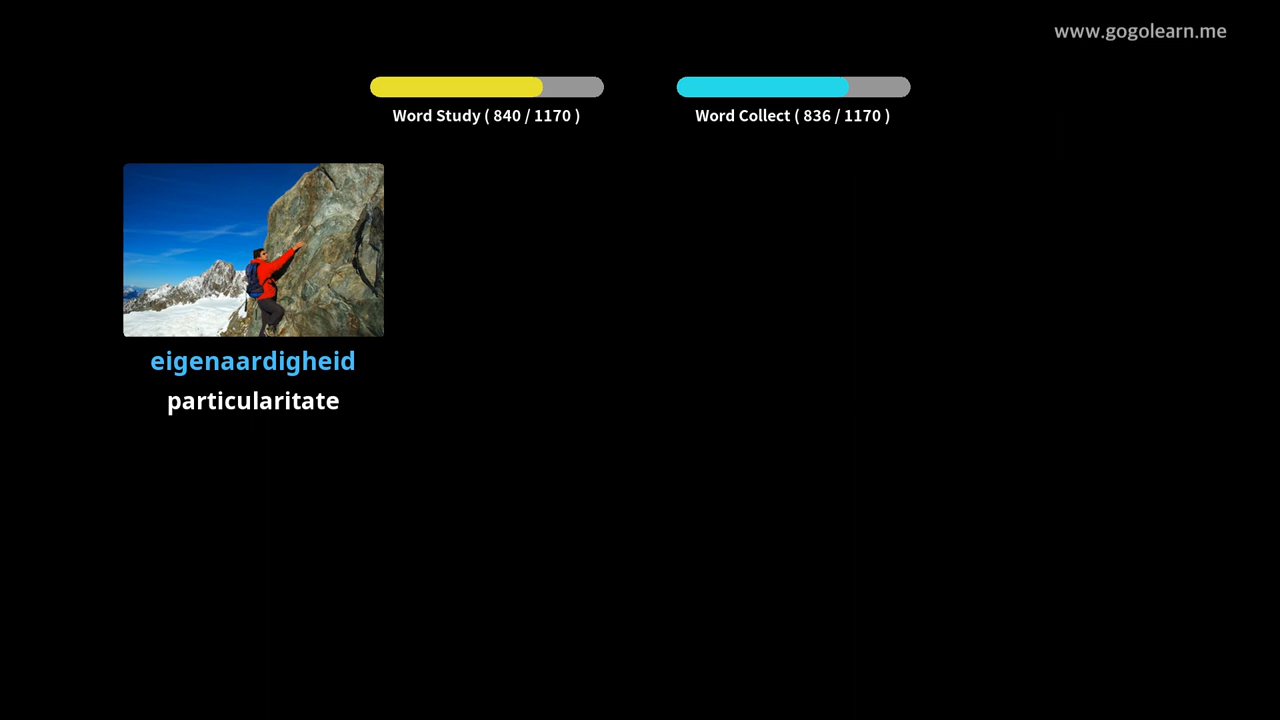 www.gogolearn.me
Word Study ( 840 / 1170 )
Word Collect ( 836 / 1170 )
eigenaardigheid
particularitate